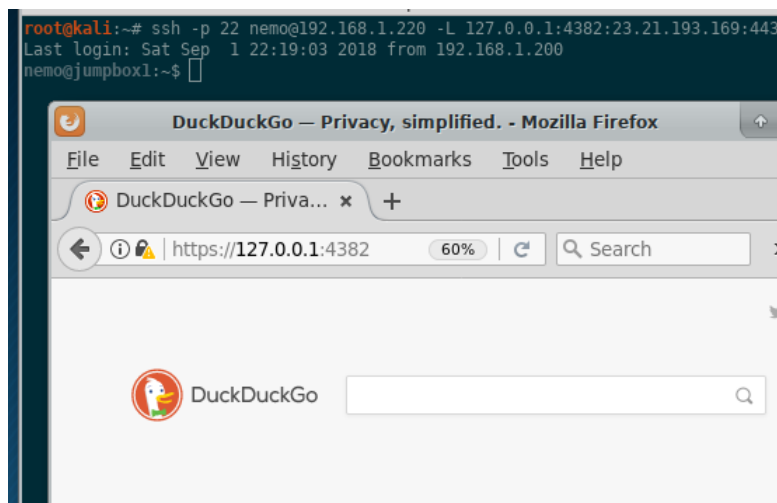 root@kali:~# ssh -p 22 nemo@192.168.1.220 -L 127.0.0.1:4382:23.21.193.169:443
Last login: Sat Sep  1 22:19:03 2018 from 192.168.1.200
nemo@jumpbox1:~$
DuckDuckGo — Privacy, simplified. - Mozilla Firefox
File Edit View History Bookmarks Tools Help
DuckDuckGo — Priva... × +
https://127.0.0.1:4382 60% Search
DuckDuckGo